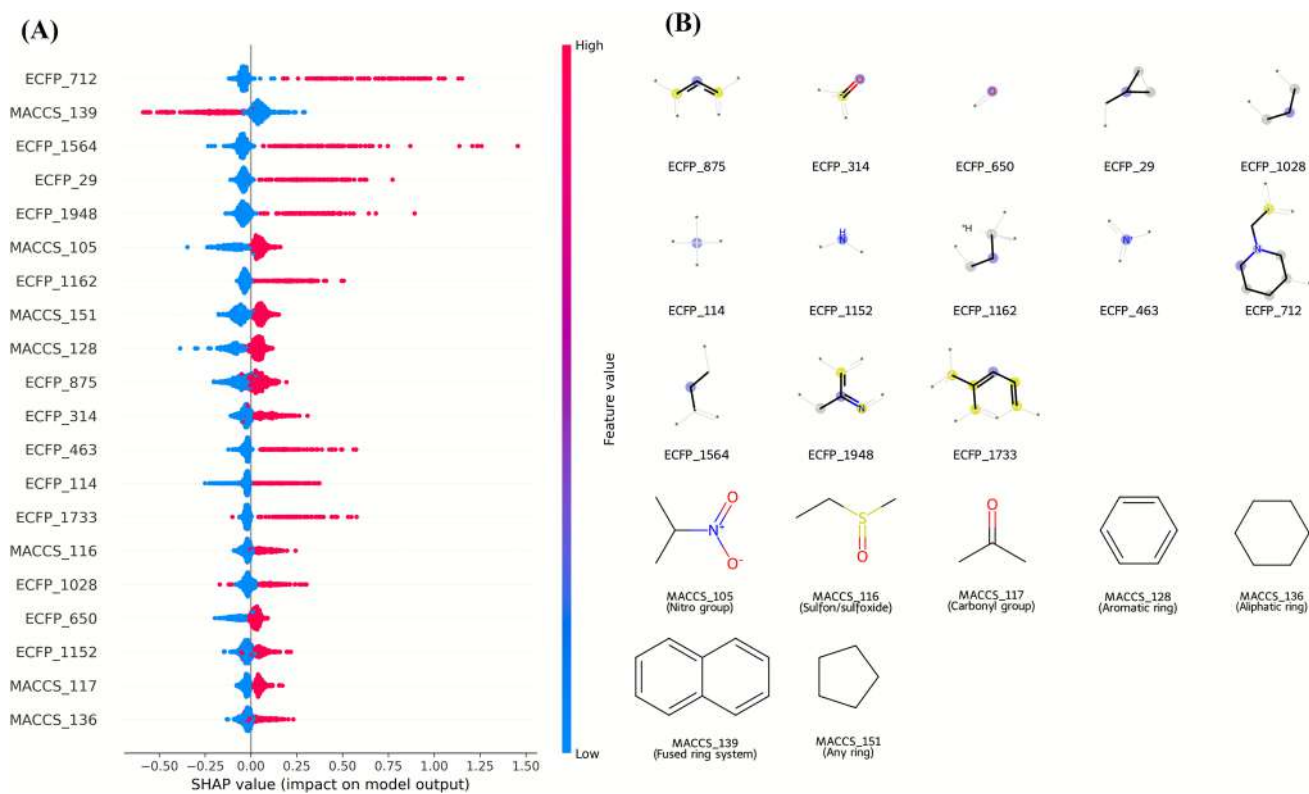 (A)
High
ECFP_712
MACCS_139
ECFP_1564
ECFP_29
ECFP_1948
MACCS_105
ECFP_1162
MACCS_151
MACCS_128
ECFP_875
ECFP_314
ECFP_463
ECFP_114
ECFP_1733
MACCS_116
ECFP_1028
ECFP_650
ECFP_1152
MACCS_117
MACCS_136
Feature value
Low
−0.50 −0.25 0.00 0.25 0.50 0.75 1.00 1.25 1.50
SHAP value (impact on model output)
(B)
ECFP_875 ECFP_314 ECFP_650 ECFP_29 ECFP_1028
H
N
*H
N+
N
ECFP_114 ECFP_1152 ECFP_1162 ECFP_463 ECFP_712
N
ECFP_1564 ECFP_1948 ECFP_1733
O
N+
O-
S
O
O
MACCS_105 MACCS_116 MACCS_117 MACCS_128 MACCS_136
(Nitro group) (Sulfon/sulfoxide) (Carbonyl group) (Aromatic ring) (Aliphatic ring)
MACCS_139 MACCS_151
(Fused ring system) (Any ring)